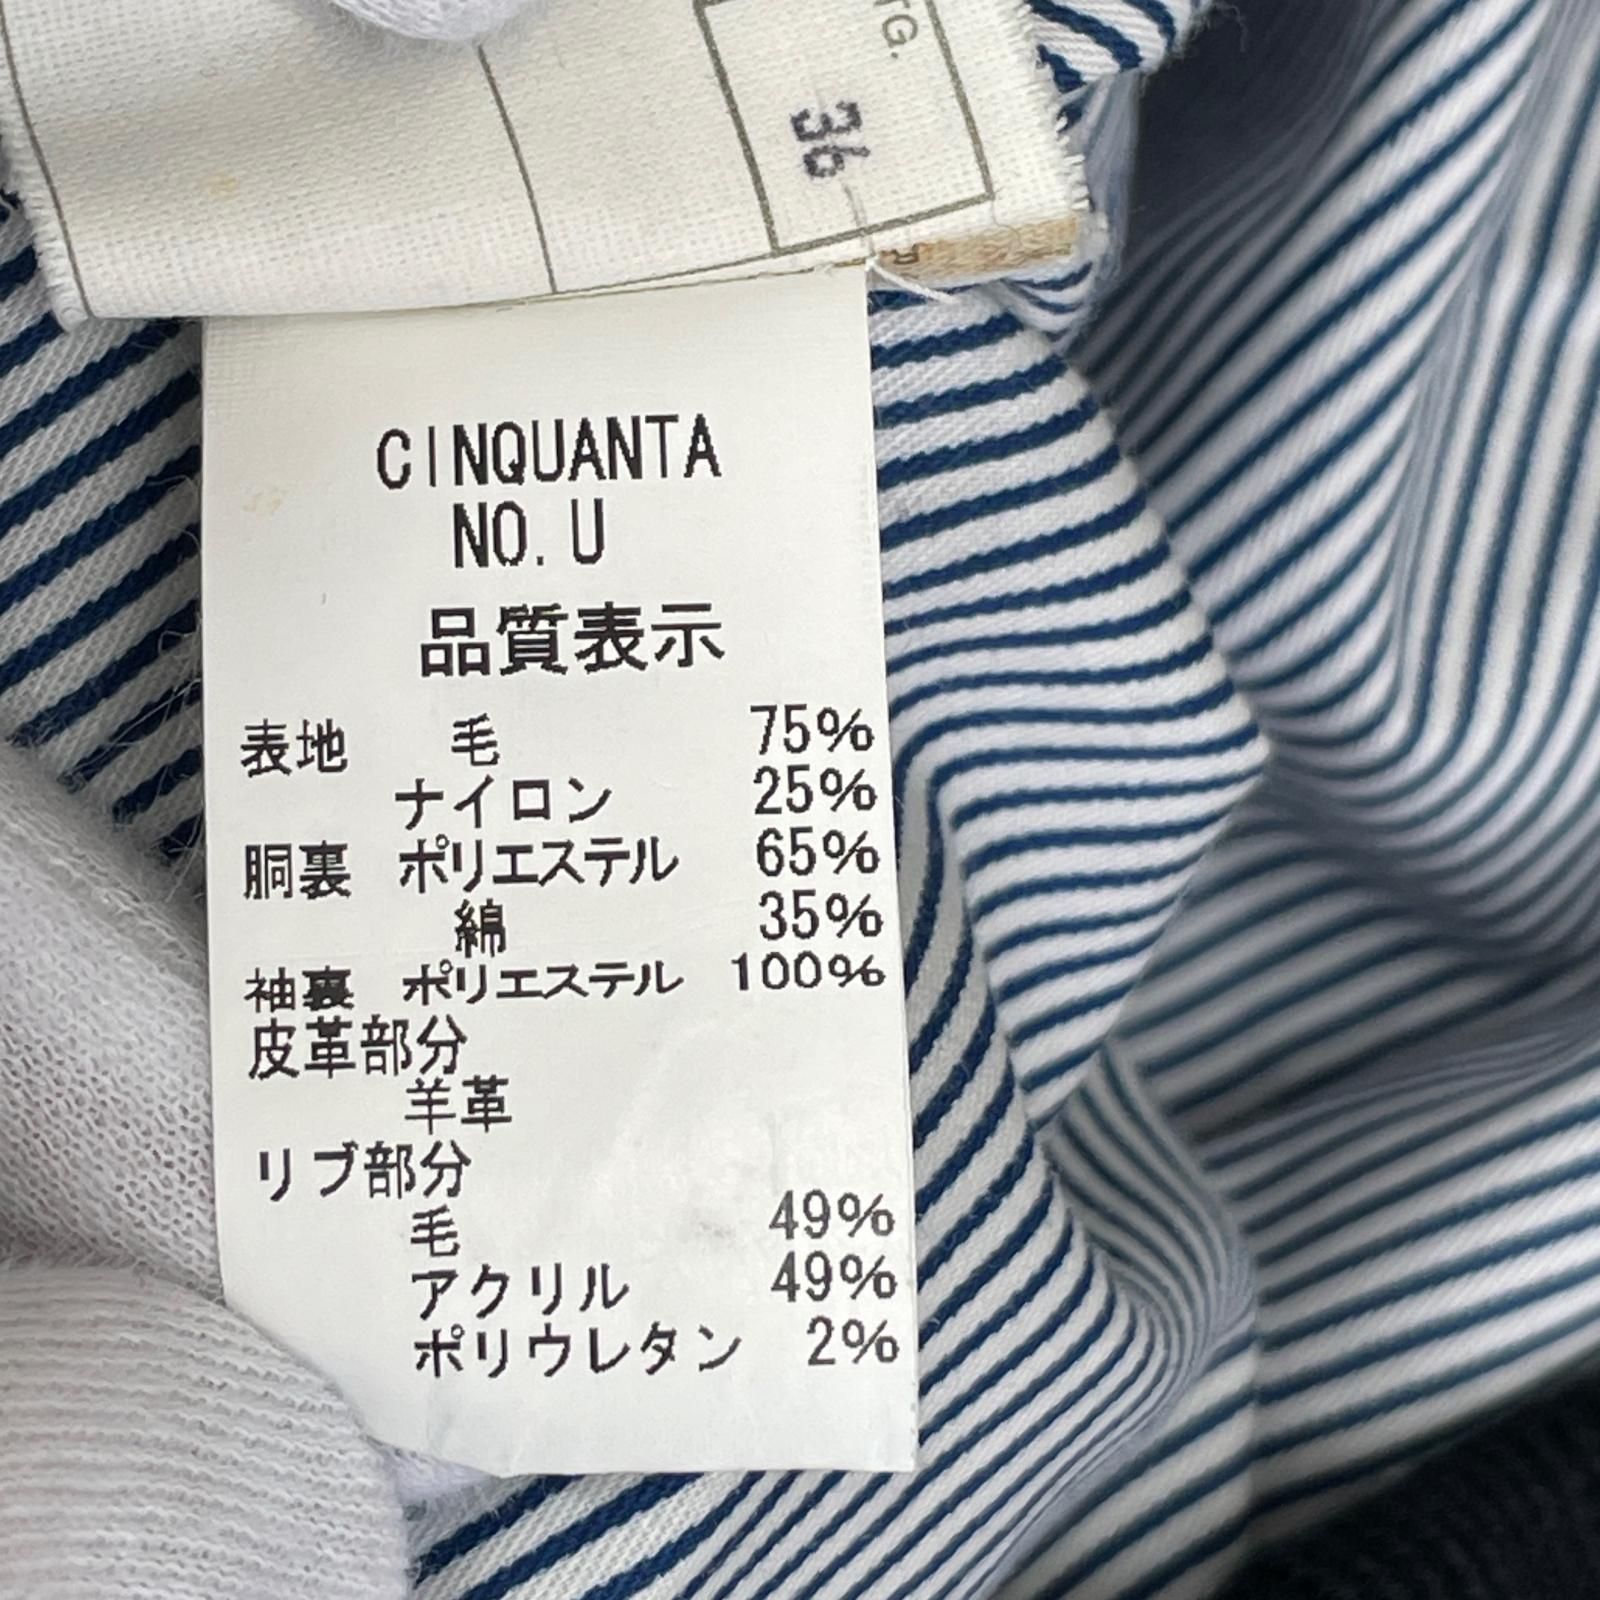 TG.
36
CINQUANTA
NO. U
品質表示
表地 毛 75%
ナイロン 25%
胴裏 ポリエステル 65%
綿 35%
袖裏 ポリエステル 100%
皮革部分
羊革
リブ部分
毛 49%
アクリル 49%
ポリウレタン 2%